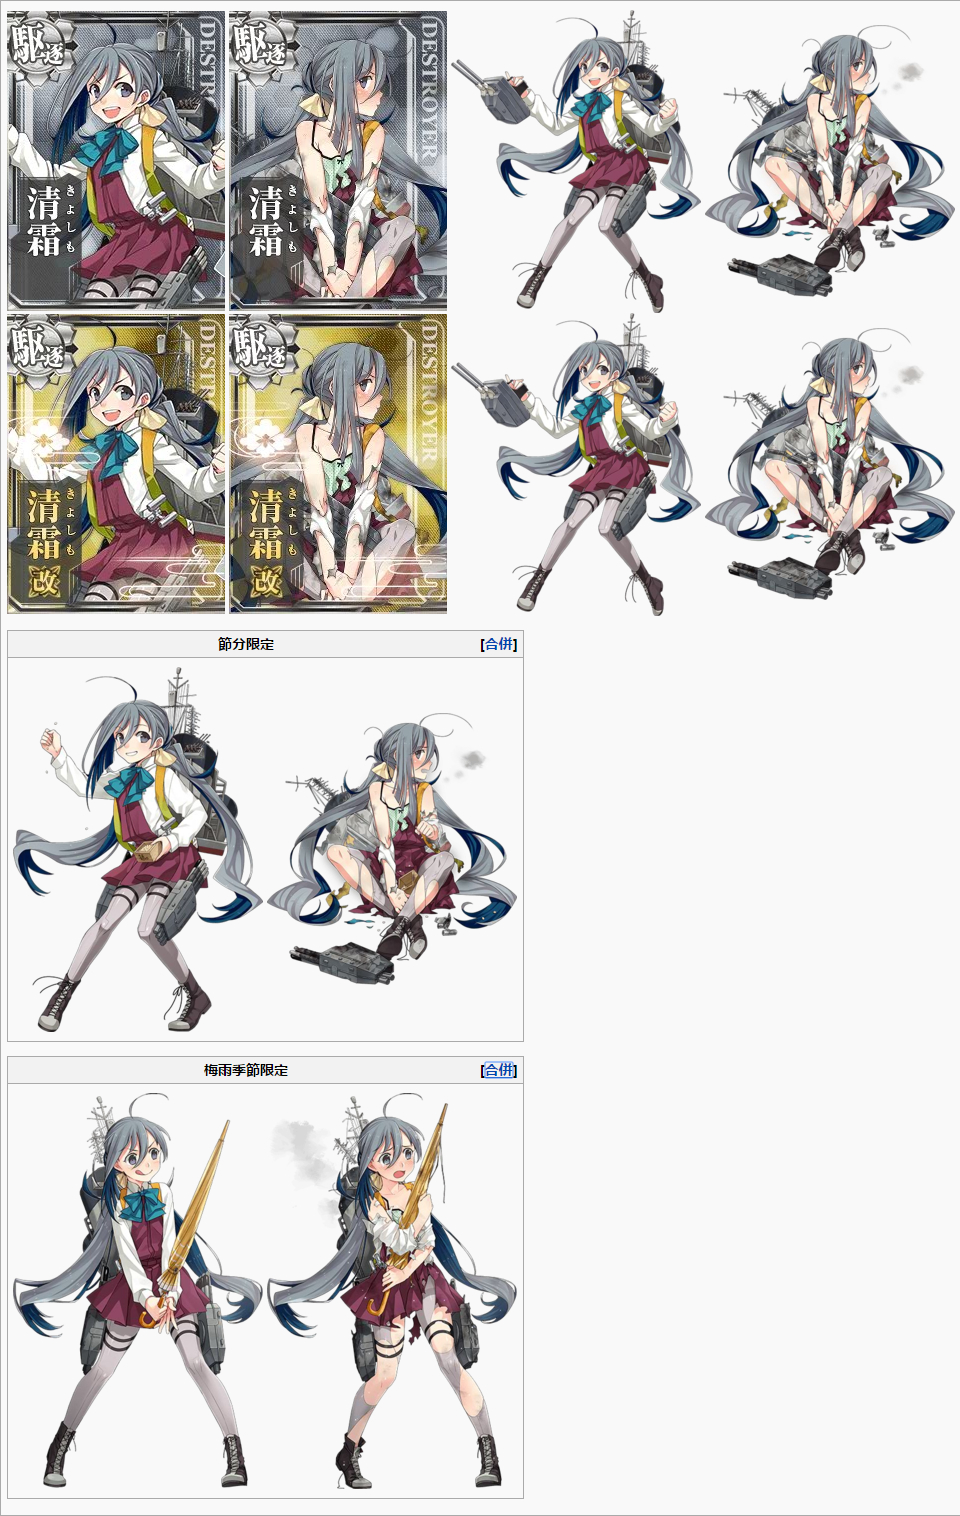 駆逐
DESTR
清霜
きよしも
駆逐
DESTROYER
清霜
きよしも
駆逐
DESTR
清霜
きよしも
改
駆逐
DESTROYER
清霜
きよしも
改
節分限定
[合併]
梅雨季節限定
[合併]